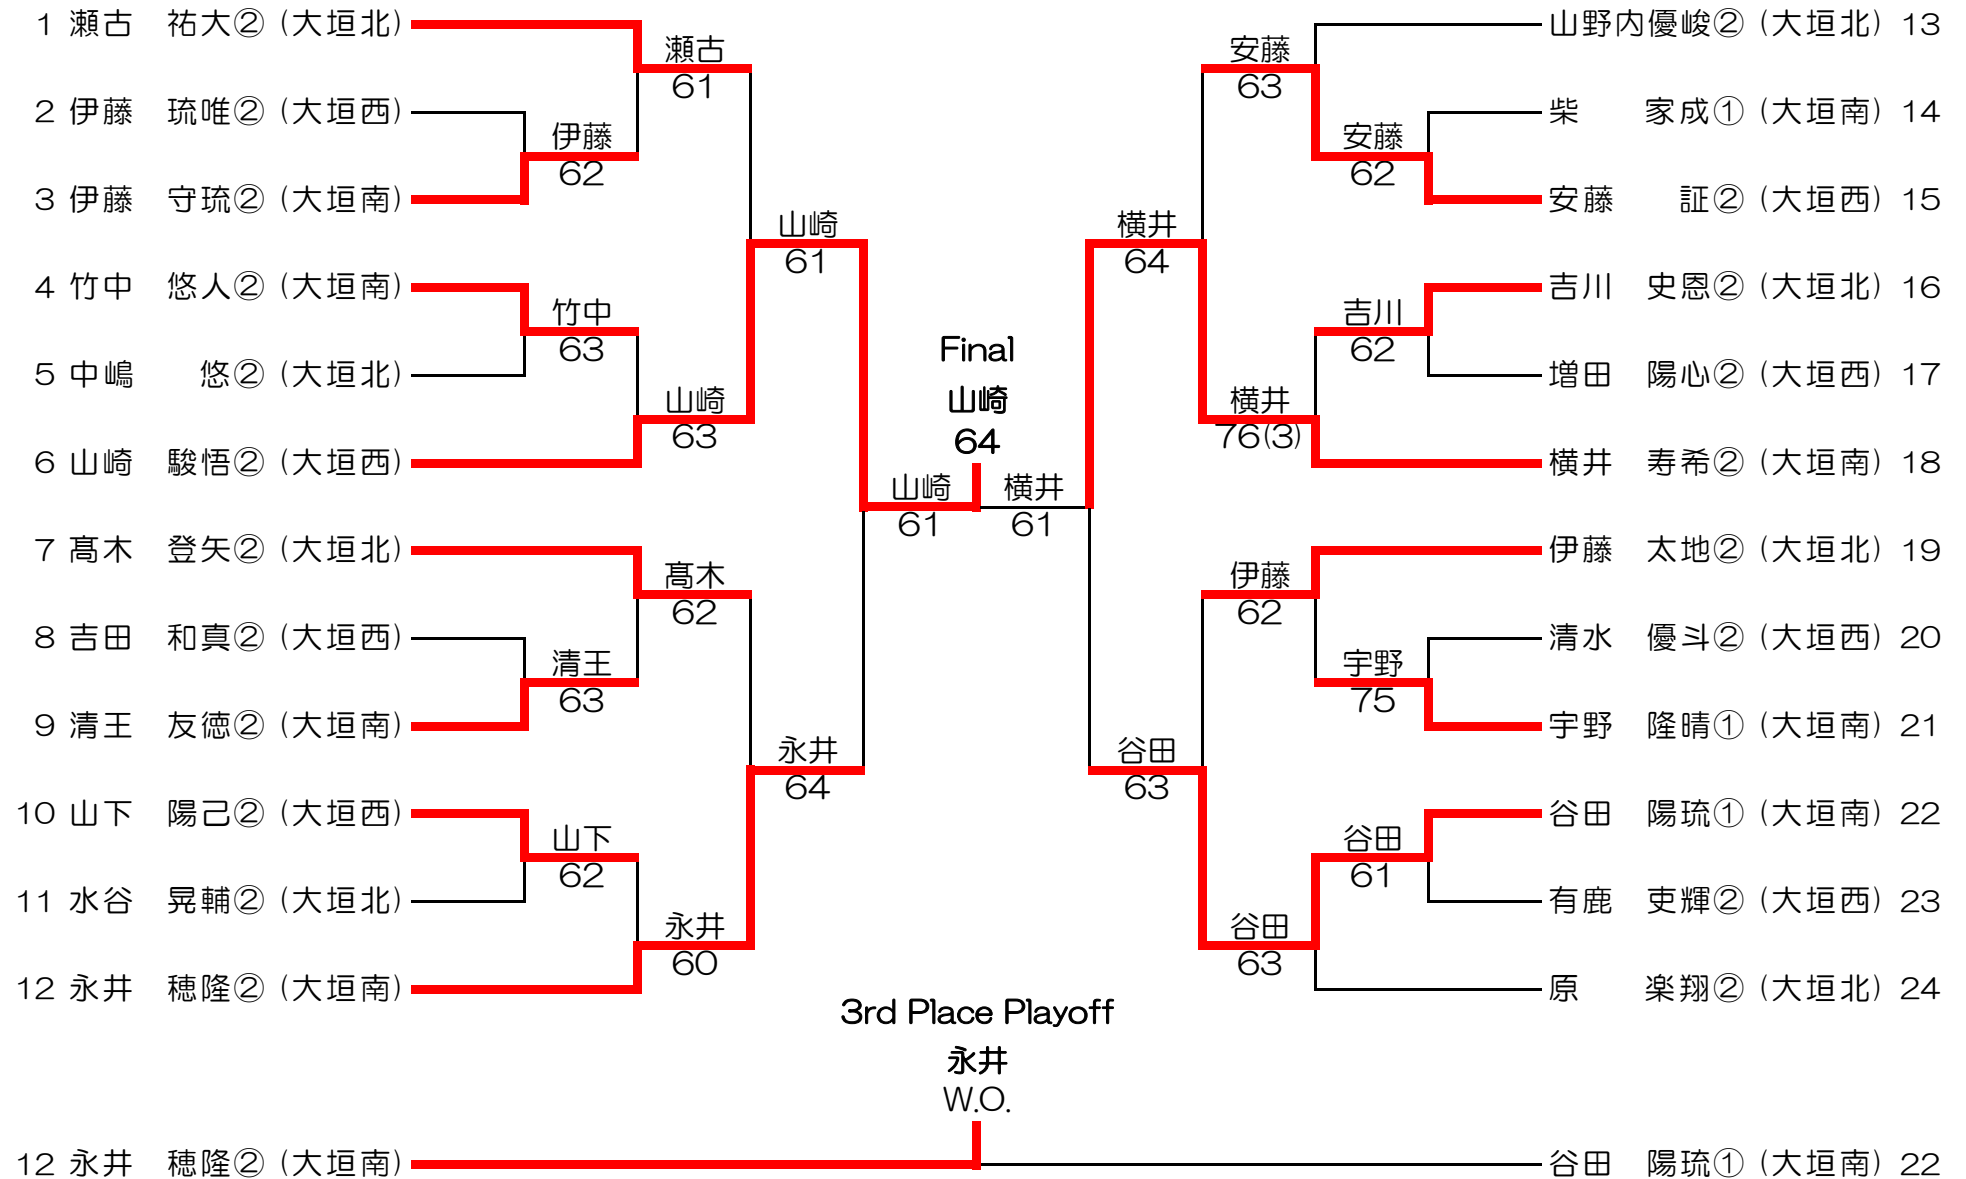 1 瀬古　祐大② (大垣北)
瀬古
61
2 伊藤　琉唯② (大垣西)
伊藤
62
3 伊藤　守琉② (大垣南)
山崎
61
4 竹中　悠人② (大垣南)
竹中
63
5 中嶋　　悠② (大垣北)
山崎
63
6 山崎　駿悟② (大垣西)
山崎
61
7 髙木　登矢② (大垣北)
髙木
62
8 吉田　和真② (大垣西)
清王
63
9 清王　友徳② (大垣南)
永井
64
10 山下　陽己② (大垣西)
山下
62
11 水谷　晃輔② (大垣北)
永井
60
12 永井　穂隆② (大垣南)
Final
山崎
64
山野内優峻② (大垣北) 13
安藤
63
柴　　家成① (大垣南) 14
安藤
62
安藤　　証② (大垣西) 15
横井
64
吉川　史恩② (大垣北) 16
吉川
62
増田　陽心② (大垣西) 17
横井
76(3)
横井　寿希② (大垣南) 18
横井
61
伊藤　太地② (大垣北) 19
伊藤
62
清水　優斗② (大垣西) 20
宇野
75
宇野　隆晴① (大垣南) 21
谷田
63
谷田　陽琉① (大垣南) 22
谷田
61
有鹿　吏輝② (大垣西) 23
谷田
63
原　　楽翔② (大垣北) 24
3rd Place Playoff
永井
W.O.
12 永井　穂隆② (大垣南)
谷田　陽琉① (大垣南) 22